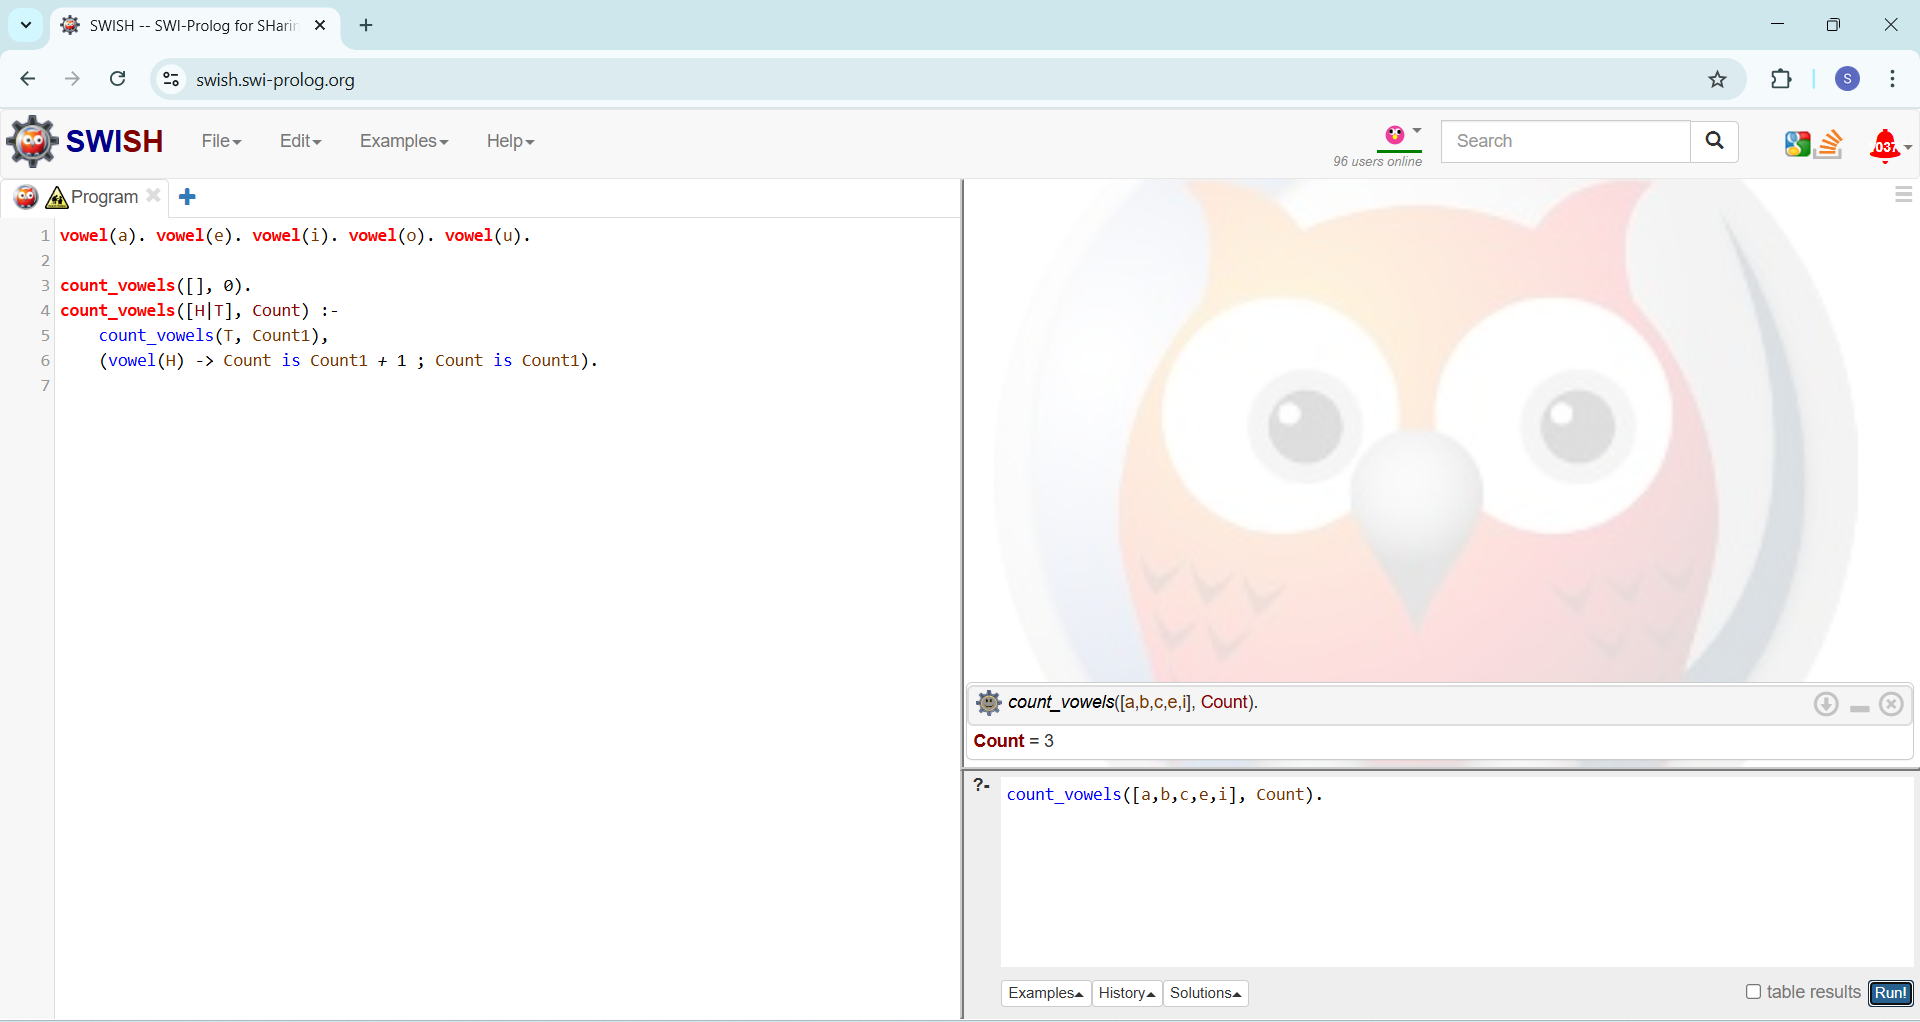 SWISH -- SWI-Prolog for SHarin
swish.swi-prolog.org
S
SWISH File Edit Examples Help
96 users online
Search
037
Program
1 vowel(a). vowel(e). vowel(i). vowel(o). vowel(u).
2
3 count_vowels([], 0).
4 count_vowels([H|T], Count) :-
5 count_vowels(T, Count1),
6 (vowel(H) -> Count is Count1 + 1 ; Count is Count1).
7
count_vowels([a,b,c,e,i], Count).
Count = 3
?- count_vowels([a,b,c,e,i], Count).
Examples History Solutions
table results Run!